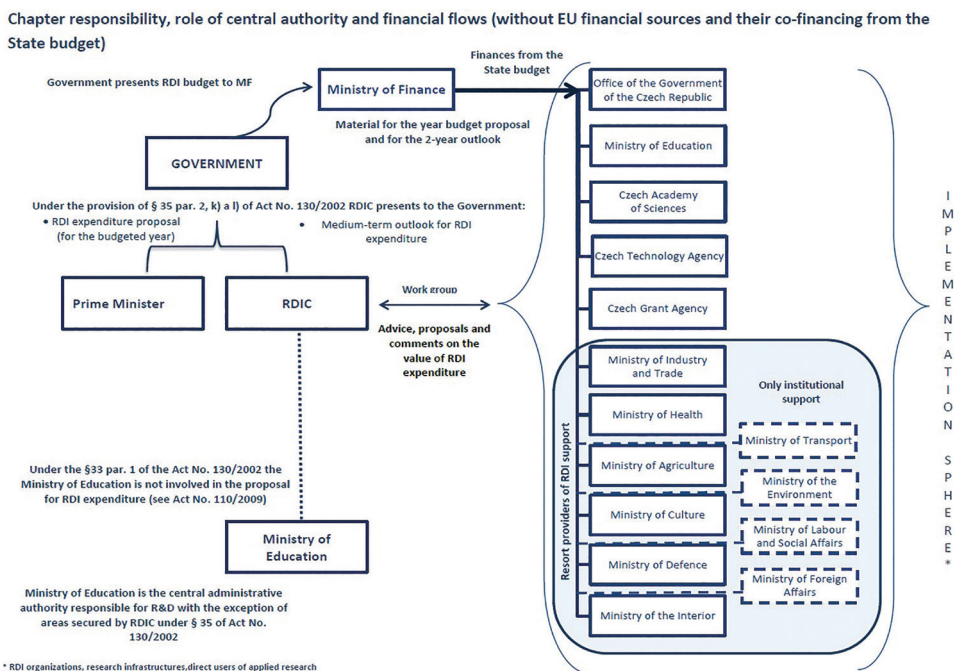 Chapter responsibility, role of central authority and financial flows (without EU financial sources and their co-financing from the
State budget)
Finances from the
State budget
Government presents RDI budget to MF
Ministry of Finance
Office of the Government
of the Czech Republic
Material for the year budget proposal
and for the 2-year outlook
GOVERNMENT
Ministry of Education
Under the provision of § 35 par. 2, k) a l) of Act No. 130/2002 RDIC presents to the Government:
• RDI expenditure proposal
(for the budgeted year)
• Medium-term outlook for RDI
expenditure
Czech Academy
of Sciences
Czech Technology Agency
Prime Minister
RDIC
Work group
Advice, proposals and
comments on the
value of RDI
expenditure
Czech Grant Agency
Ministry of Industry
and Trade
Only institutional
support
Ministry of Health
Ministry of Transport
Ministry of Agriculture
Ministry of the
Environment
Ministry of Culture
Ministry of Labour
and Social Affairs
Ministry of Defence
Ministry of Foreign
Affairs
Ministry of the Interior
Resort providers of RDI support
Under the §33 par. 1 of the Act No. 130/2002 the
Ministry of Education is not involved in the proposal
for RDI expenditure (see Act No. 110/2009)
Ministry of
Education
Ministry of Education is the central administrative
authority responsible for R&D with the exception of
areas secured by RDIC under § 35 of Act No.
130/2002
IMPLEMENTATION SPHERE*
* RDI organizations, research infrastructures,direct users of applied research